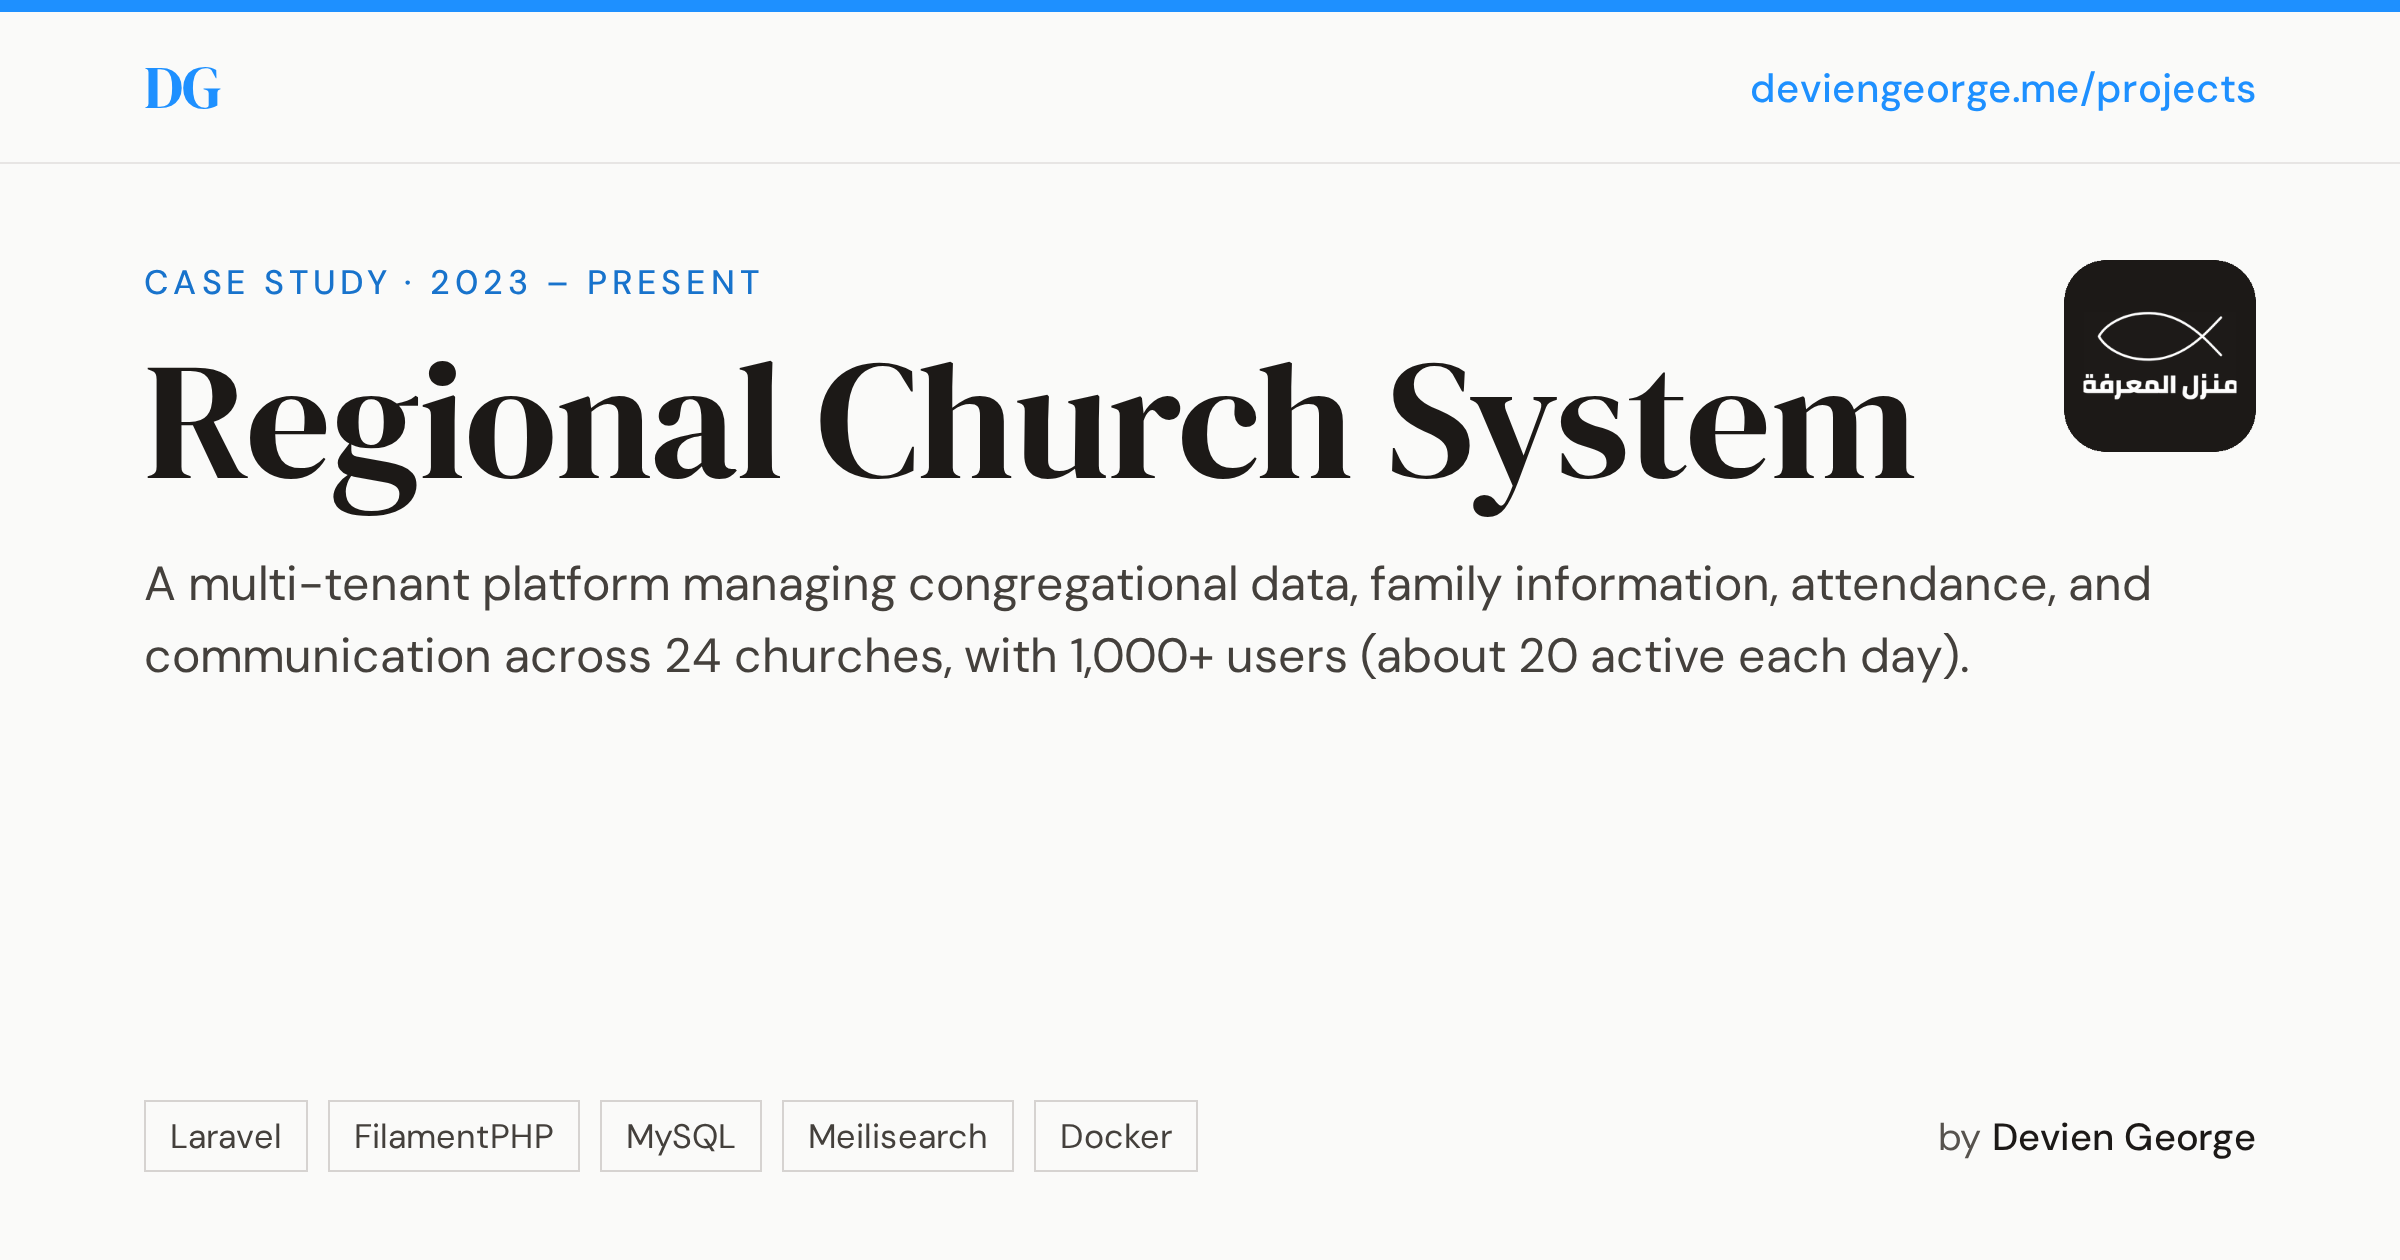 DG
deviengeorge.me/projects
CASE STUDY · 2023 – PRESENT
Regional Church System
منزل المعرفة
A multi-tenant platform managing congregational data, family information, attendance, and
communication across 24 churches, with 1,000+ users (about 20 active each day).
Laravel
FilamentPHP
MySQL
Meilisearch
Docker
by Devien George